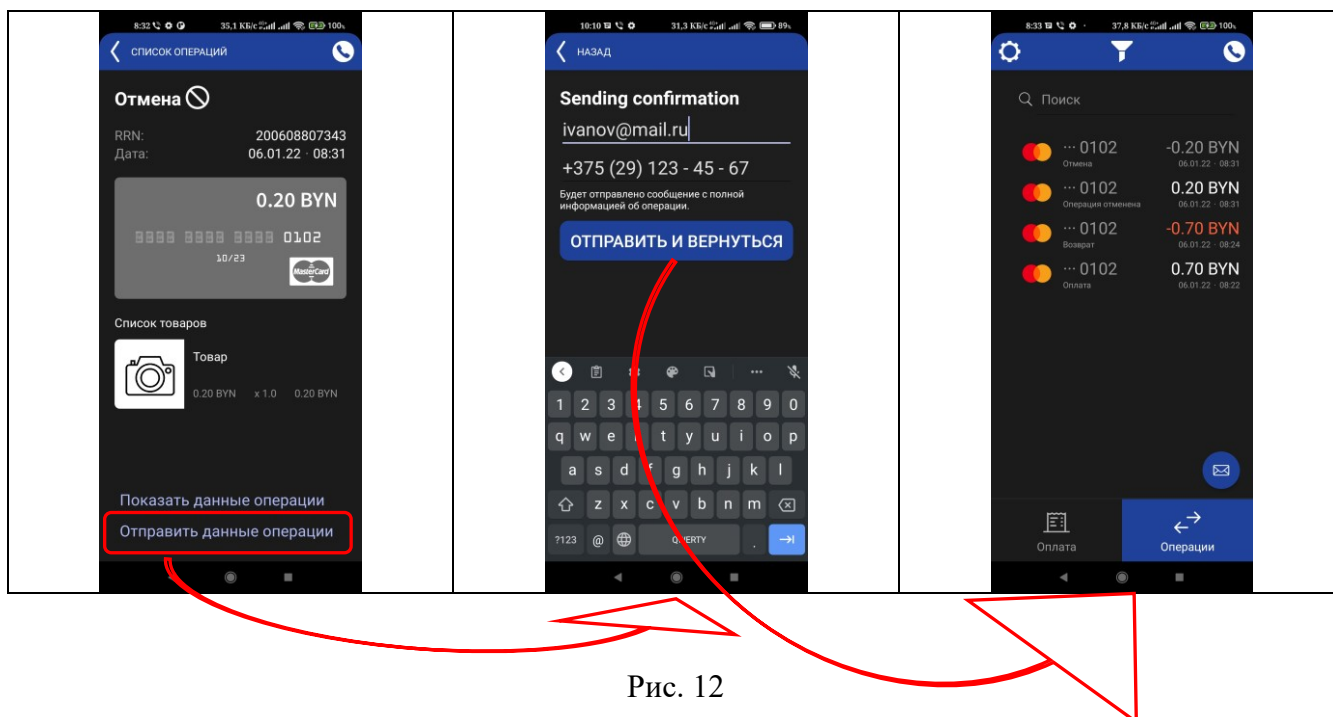 8:32 35,1 КБ/с 100%
СПИСОК ОПЕРАЦИЙ
Отмена
RRN: 200608807343
Дата: 06.01.22 · 08:31
0.20 BYN
8888 8888 8888 0102
10/23
MasterCard
Список товаров
Товар
0.20 BYN x 1.0 0.20 BYN
Показать данные операции
Отправить данные операции
10:10 31,3 КБ/с 89%
НАЗАД
Sending confirmation
ivanov@mail.ru
+375 (29) 123 - 45 - 67
Будет отправлено сообщение с полной
информацией об операции.
ОТПРАВИТЬ И ВЕРНУТЬСЯ
1 2 3 4 5 6 7 8 9 0
q w e r t y u i o p
a s d f g h j k l
z x c v b n m
?123 @ QWERTY .
8:33 37,8 КБ/с 100%
Поиск
··· 0102 -0.20 BYN
Отмена 06.01.22 · 08:31
··· 0102 0.20 BYN
Операция отменена 06.01.22 · 08:31
··· 0102 -0.70 BYN
Возврат 06.01.22 · 08:24
··· 0102 0.70 BYN
Оплата 06.01.22 · 08:22
Оплата Операции
Рис. 12